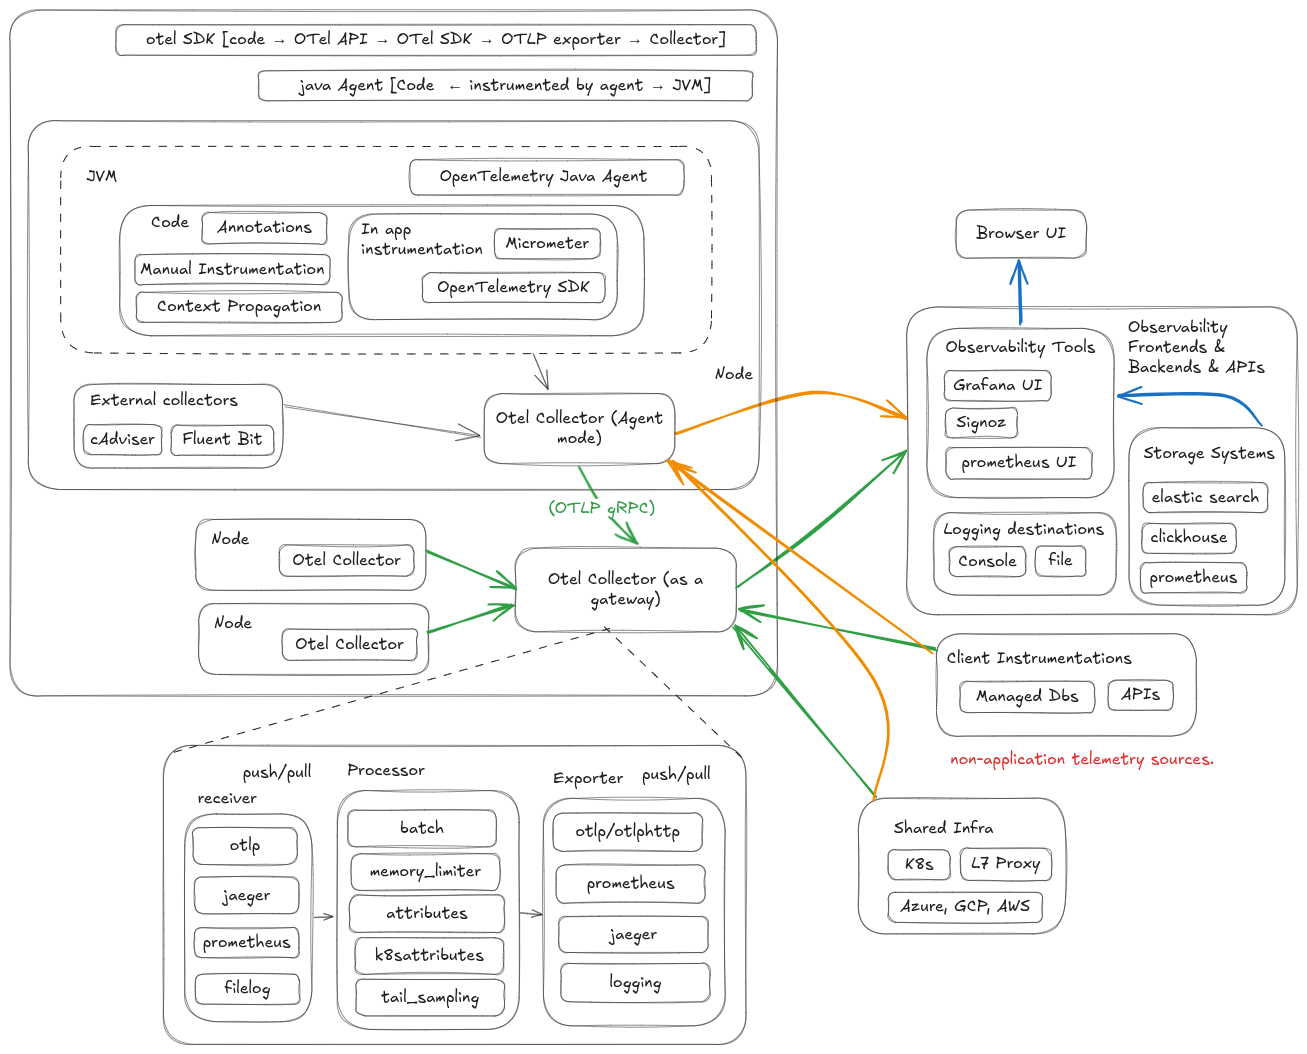 otel SDK [code → OTel API → OTel SDK → OTLP exporter → Collector]
java Agent [Code ← instrumented by agent → JVM]
JVM
OpenTelemetry Java Agent
Code
Annotations
Manual Instrumentation
Context Propagation
In app
instrumentation
Micrometer
OpenTelemetry SDK
Node
External collectors
cAdviser
Fluent Bit
Otel Collector (Agent
mode)
(OTLP gRPC)
Node
Otel Collector
Node
Otel Collector
Otel Collector (as a
gateway)
Browser UI
Observability Tools
Grafana UI
Signoz
prometheus UI
Observability
Frontends &
Backends & APIs
Logging destinations
Console
file
Storage Systems
elastic search
clickhouse
prometheus
Client Instrumentations
Managed Dbs
APIs
non-application telemetry sources.
Shared Infra
K8s
L7 Proxy
Azure, GCP, AWS
push/pull
receiver
otlp
jaeger
prometheus
filelog
Processor
batch
memory_limiter
attributes
k8sattributes
tail_sampling
Exporter
push/pull
otlp/otlphttp
prometheus
jaeger
logging